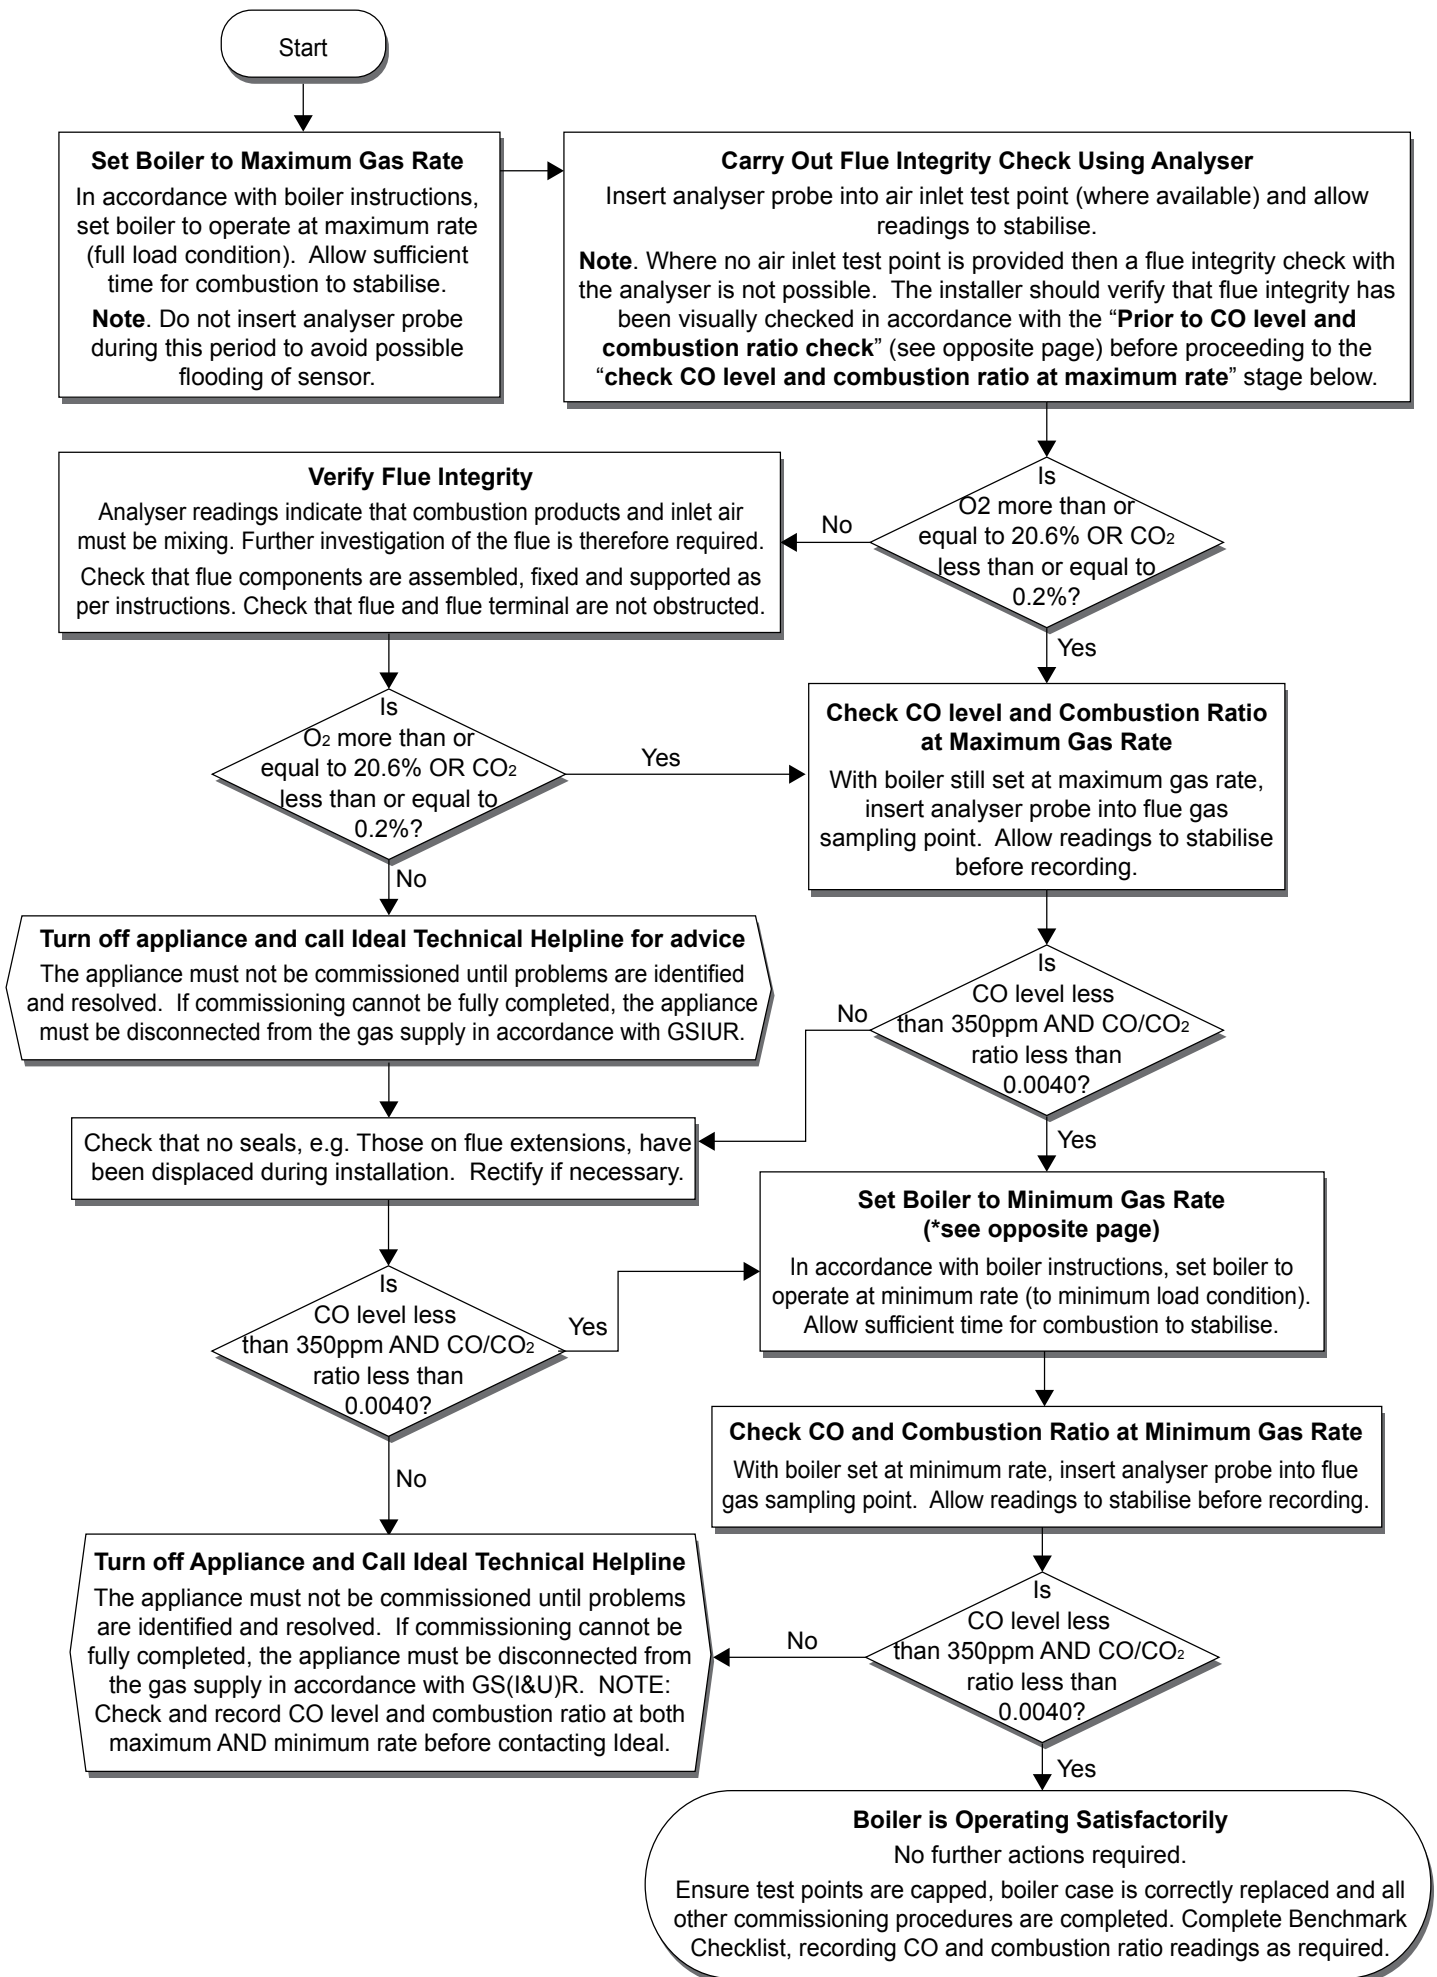 Start
Set Boiler to Maximum Gas Rate
In accordance with boiler instructions,
set boiler to operate at maximum rate
(full load condition). Allow sufficient
time for combustion to stabilise.
Note. Do not insert analyser probe
during this period to avoid possible
flooding of sensor.
Carry Out Flue Integrity Check Using Analyser
Insert analyser probe into air inlet test point (where available) and allow
readings to stabilise.
Note. Where no air inlet test point is provided then a flue integrity check with
the analyser is not possible. The installer should verify that flue integrity has
been visually checked in accordance with the “Prior to CO level and
combustion ratio check” (see opposite page) before proceeding to the
“check CO level and combustion ratio at maximum rate” stage below.
Is
O2 more than or
equal to 20.6% OR CO2
less than or equal to
0.2%?
No
Yes
Verify Flue Integrity
Analyser readings indicate that combustion products and inlet air
must be mixing. Further investigation of the flue is therefore required.
Check that flue components are assembled, fixed and supported as
per instructions. Check that flue and flue terminal are not obstructed.
Is
O2 more than or
equal to 20.6% OR CO2
less than or equal to
0.2%?
Yes
No
Check CO level and Combustion Ratio
at Maximum Gas Rate
With boiler still set at maximum gas rate,
insert analyser probe into flue gas
sampling point. Allow readings to stabilise
before recording.
Turn off appliance and call Ideal Technical Helpline for advice
The appliance must not be commissioned until problems are identified
and resolved. If commissioning cannot be fully completed, the appliance
must be disconnected from the gas supply in accordance with GSIUR.
Is
CO level less
than 350ppm AND CO/CO2
ratio less than
0.0040?
No
Yes
Check that no seals, e.g. Those on flue extensions, have
been displaced during installation. Rectify if necessary.
Set Boiler to Minimum Gas Rate
(*see opposite page)
In accordance with boiler instructions, set boiler to
operate at minimum rate (to minimum load condition).
Allow sufficient time for combustion to stabilise.
Is
CO level less
than 350ppm AND CO/CO2
ratio less than
0.0040?
Yes
No
Check CO and Combustion Ratio at Minimum Gas Rate
With boiler set at minimum rate, insert analyser probe into flue
gas sampling point. Allow readings to stabilise before recording.
Turn off Appliance and Call Ideal Technical Helpline
The appliance must not be commissioned until problems
are identified and resolved. If commissioning cannot be
fully completed, the appliance must be disconnected from
the gas supply in accordance with GS(I&U)R. NOTE:
Check and record CO level and combustion ratio at both
maximum AND minimum rate before contacting Ideal.
Is
CO level less
than 350ppm AND CO/CO2
ratio less than
0.0040?
No
Yes
Boiler is Operating Satisfactorily
No further actions required.
Ensure test points are capped, boiler case is correctly replaced and all
other commissioning procedures are completed. Complete Benchmark
Checklist, recording CO and combustion ratio readings as required.